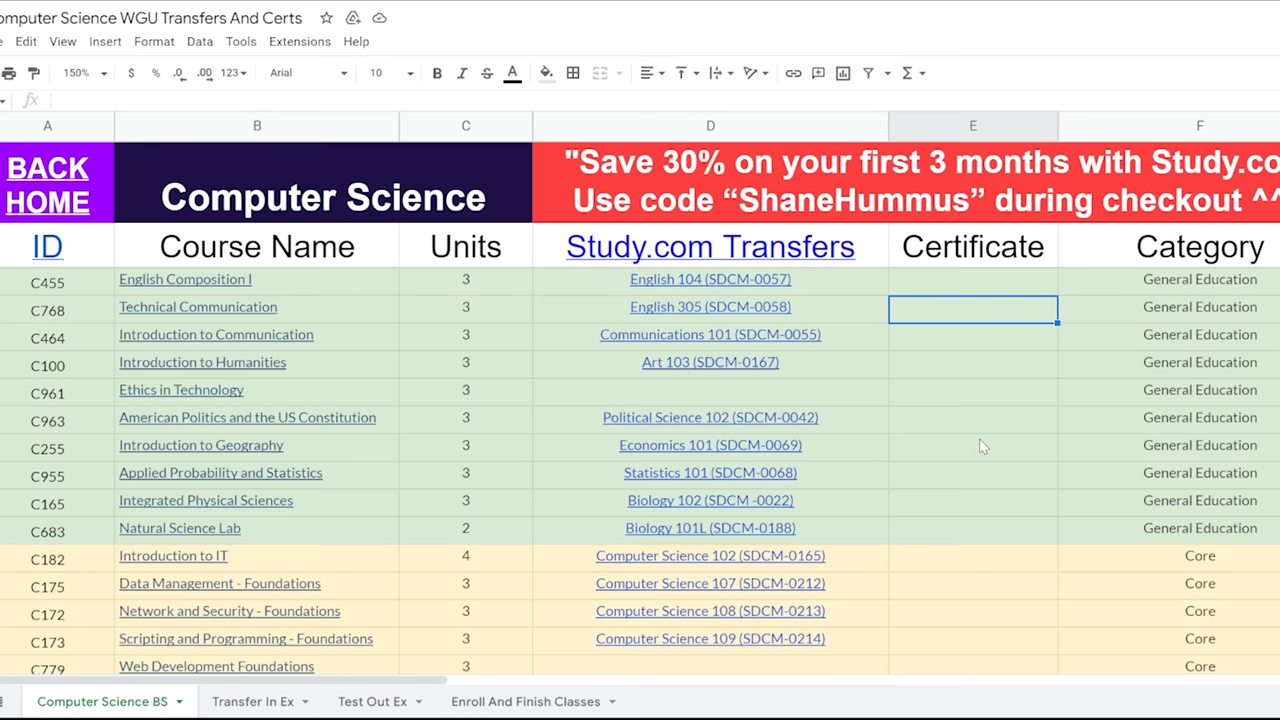 omputer Science WGU Transfers And Certs
Edit View Insert Format Data Tools Extensions Help
150% $ % .0 .00 123 Arial 10 B I S A
fx
A B C D E F
BACK HOME
Computer Science
"Save 30% on your first 3 months with Study.co
Use code “ShaneHummus” during checkout ^^
ID Course Name Units Study.com Transfers Certificate Category
C455 English Composition I 3 English 104 (SDCM-0057) General Education
C768 Technical Communication 3 English 305 (SDCM-0058) General Education
C464 Introduction to Communication 3 Communications 101 (SDCM-0055) General Education
C100 Introduction to Humanities 3 Art 103 (SDCM-0167) General Education
C961 Ethics in Technology 3 General Education
C963 American Politics and the US Constitution 3 Political Science 102 (SDCM-0042) General Education
C255 Introduction to Geography 3 Economics 101 (SDCM-0069) General Education
C955 Applied Probability and Statistics 3 Statistics 101 (SDCM-0068) General Education
C165 Integrated Physical Sciences 3 Biology 102 (SDCM -0022) General Education
C683 Natural Science Lab 2 Biology 101L (SDCM-0188) General Education
C182 Introduction to IT 4 Computer Science 102 (SDCM-0165) Core
C175 Data Management - Foundations 3 Computer Science 107 (SDCM-0212) Core
C172 Network and Security - Foundations 3 Computer Science 108 (SDCM-0213) Core
C173 Scripting and Programming - Foundations 3 Computer Science 109 (SDCM-0214) Core
C779 Web Development Foundations 3 Core
Computer Science BS Transfer In Ex Test Out Ex Enroll And Finish Classes